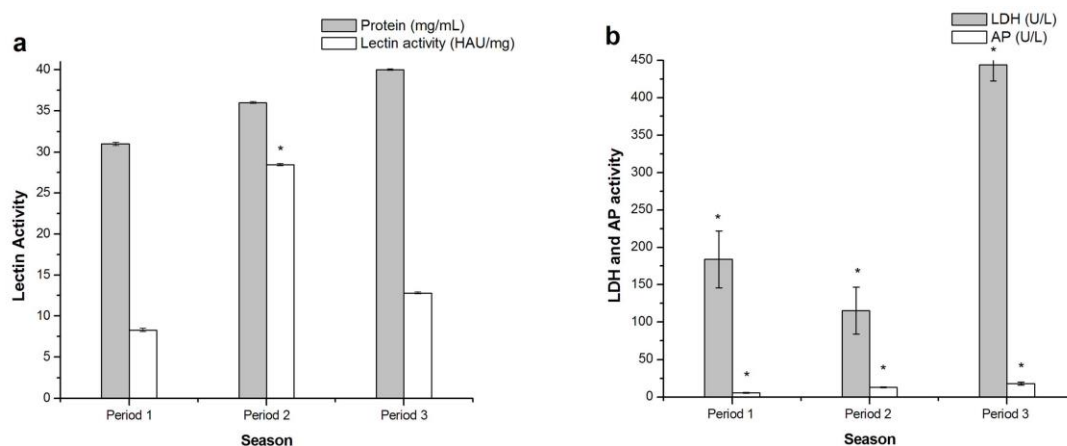 a
Protein (mg/mL)
Lectin activity (HAU/mg)
40
35
30
25
20
15
10
5
0
Lectin Activity
*
Period 1 Period 2 Period 3
Season
b
LDH (U/L)
AP (U/L)
450
400
350
300
250
200
150
100
50
0
LDH and AP activity
*
*
*
*
*
*
Period 1 Period 2 Period 3
Season